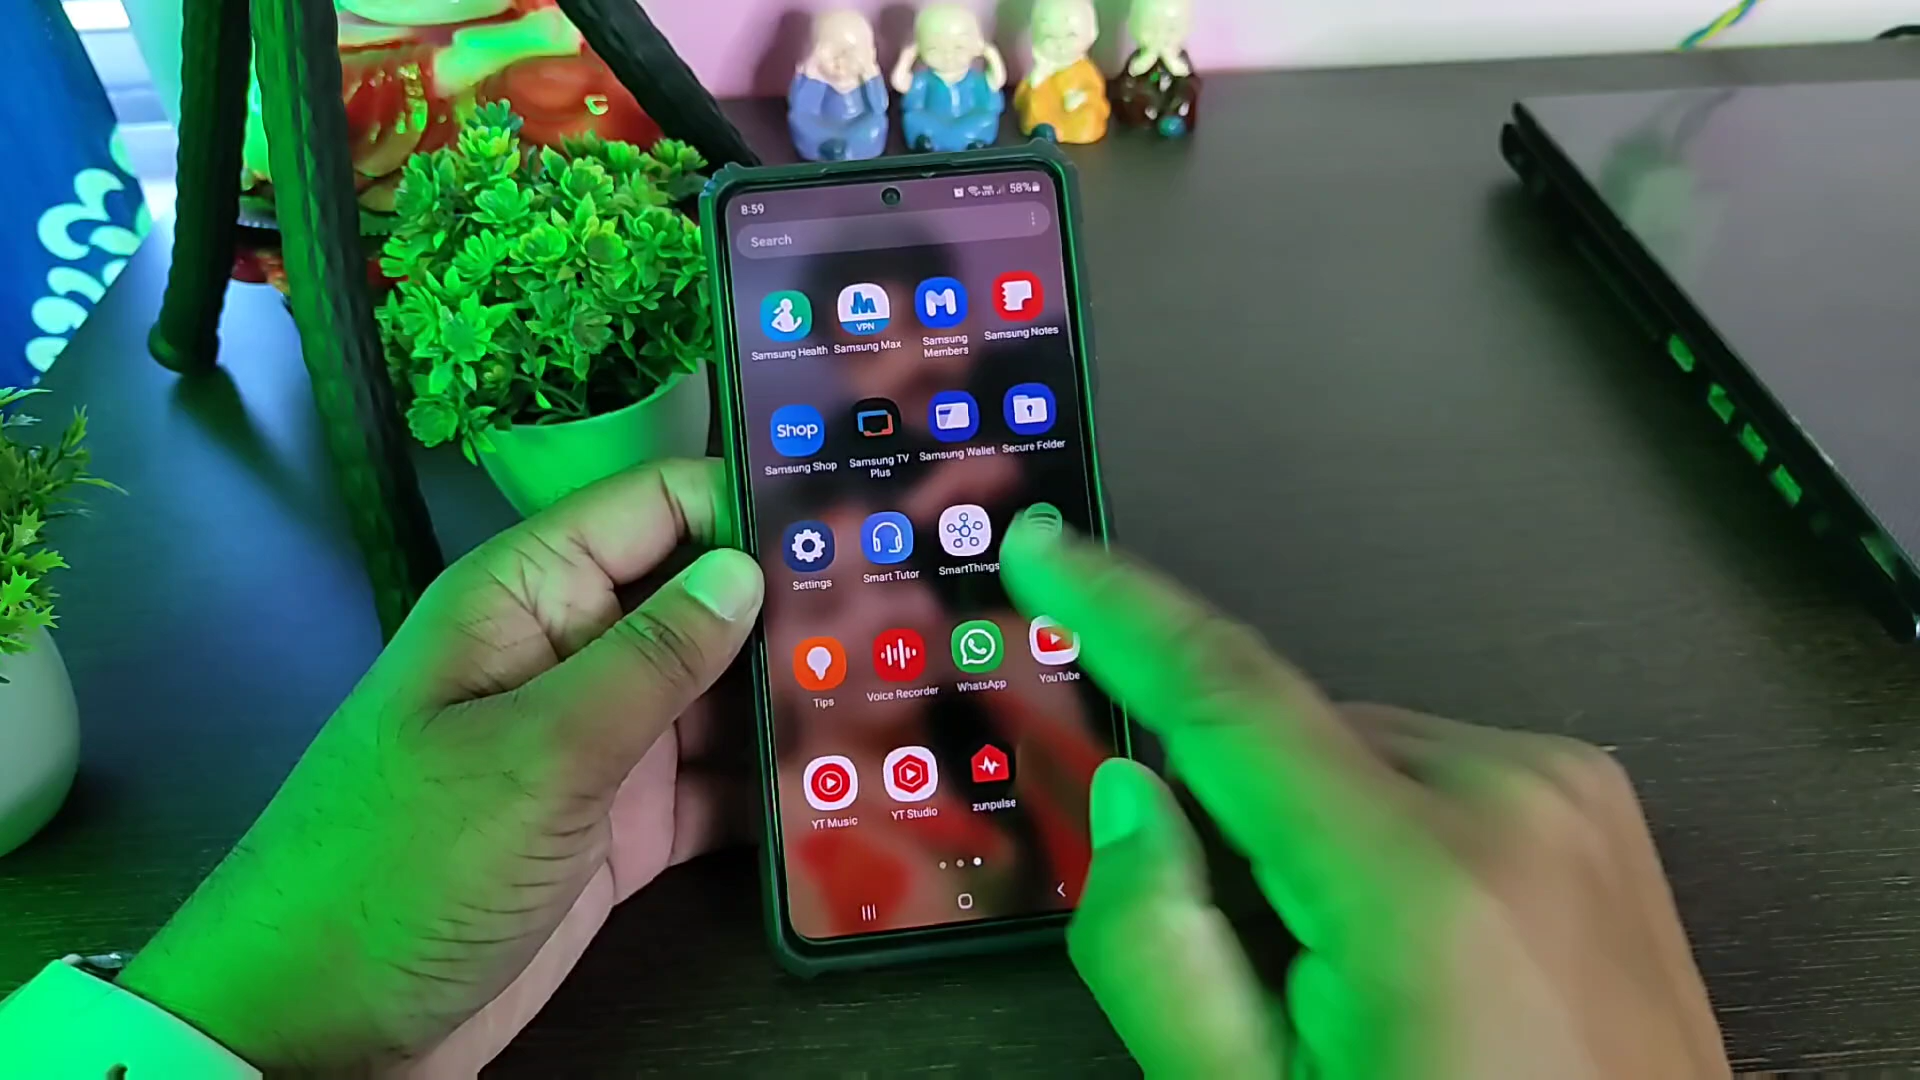 8:59
58%
Search
Samsung Health
VPN
Samsung Max
Samsung
Members
Samsung Notes
Shop
Samsung Shop
Samsung TV
Plus
Samsung Wallet
Secure Folder
Settings
Smart Tutor
SmartThings
Tips
Voice Recorder
WhatsApp
YouTube
YT Music
YT Studio
zunpulse